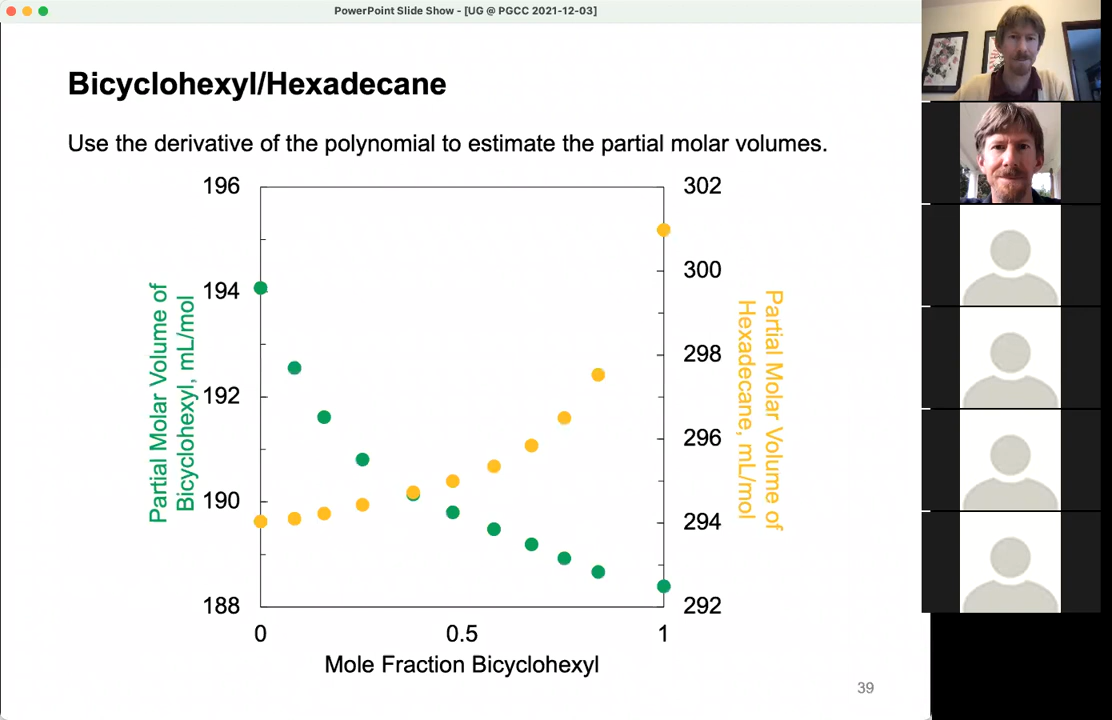 PowerPoint Slide Show - [UG @ PGCC 2021-12-03]
Bicyclohexyl/Hexadecane
Use the derivative of the polynomial to estimate the partial molar volumes.
196
194
192
190
188
Partial Molar Volume of
Bicyclohexyl, mL/mol
302
300
298
296
294
292
Partial Molar Volume of
Hexadecane, mL/mol
0
0.5
1
Mole Fraction Bicyclohexyl
39